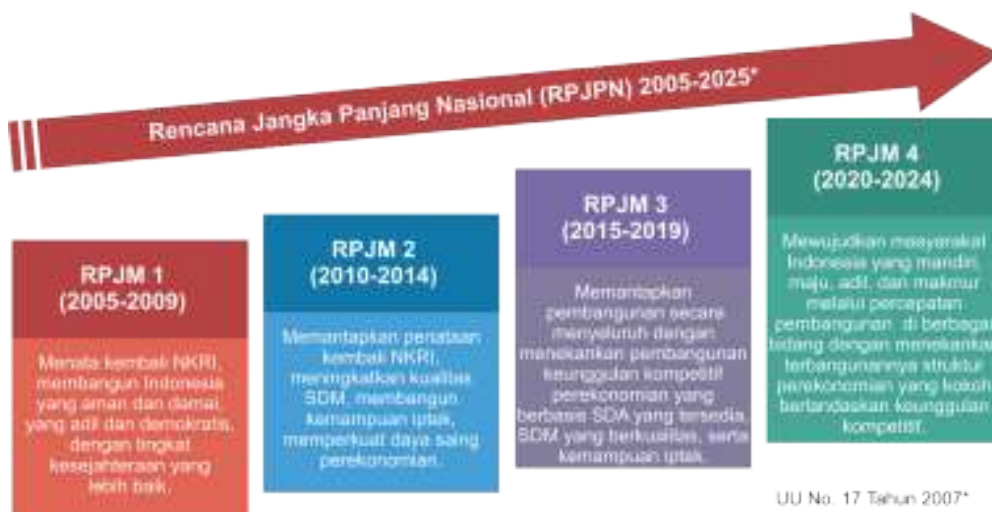 Rencana Jangka Panjang Nasional (RPJPN) 2005-2025*
RPJM 1
(2005-2009)
Menata kembali NKRI,
membangun Indonesia
yang aman dan damai,
yang adil dan demokratis,
dengan tingkat
kesejahteraan yang
lebih baik.
RPJM 2
(2010-2014)
Memantapkan penataan
kembali NKRI,
meningkatkan kualitas
SDM, membangun
kemampuan iptek,
memperkuat daya saing
perekonomian.
RPJM 3
(2015-2019)
Memantapkan
pembangunan secara
menyeluruh dengan
menekankan pembangunan
keunggulan kompetitif
perekonomian yang
berbasis SDA yang tersedia,
SDM yang berkualitas, serta
kemampuan iptek.
RPJM 4
(2020-2024)
Mewujudkan masyarakat
Indonesia yang mandiri,
maju, adil, dan makmur
melalui percepatan
pembangunan di berbagai
bidang dengan menekankan
terbangunnya struktur
perekonomian yang kokoh
berlandaskan keunggulan
kompetitif.
UU No. 17 Tahun 2007*